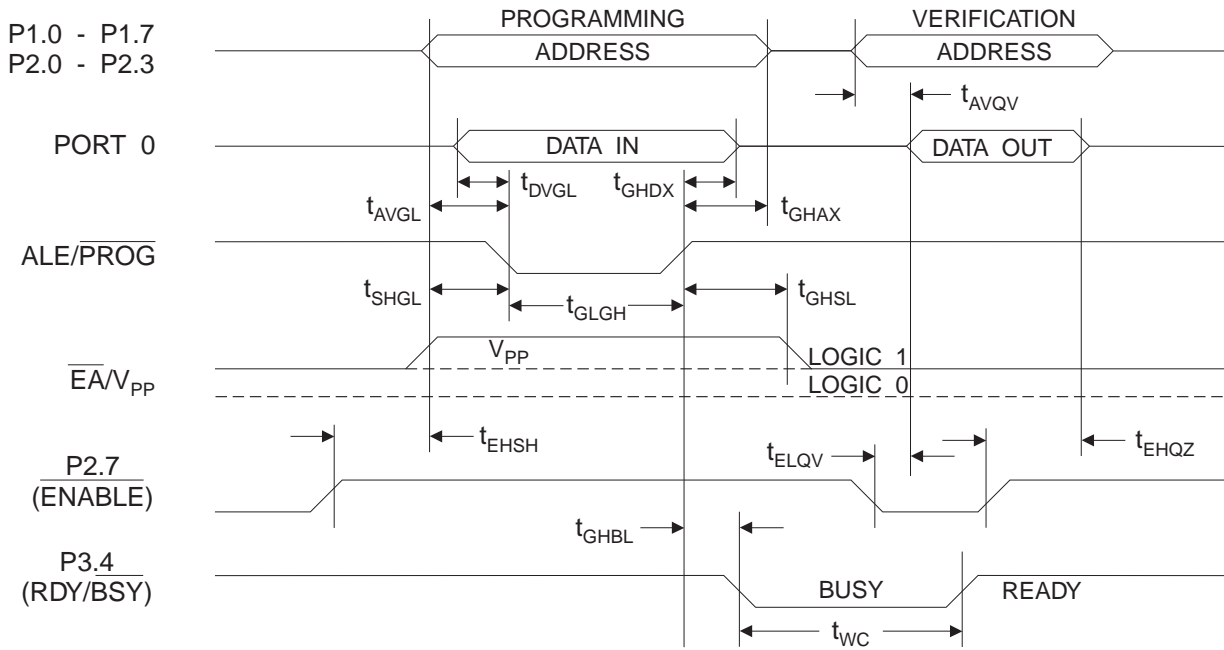 PROGRAMMING
VERIFICATION
P1.0 - P1.7
P2.0 - P2.3
ADDRESS
ADDRESS
tAVQV
PORT 0
DATA IN
DATA OUT
tDVGL
tGHDX
tAVGL
tGHAX
ALE/PROG
tSHGL
tGLGH
tGHSL
VPP
LOGIC 1
EA/VPP
LOGIC 0
tEHSH
tELQV
tEHQZ
P2.7
(ENABLE)
tGHBL
P3.4
(RDY/BSY)
BUSY
READY
tWC